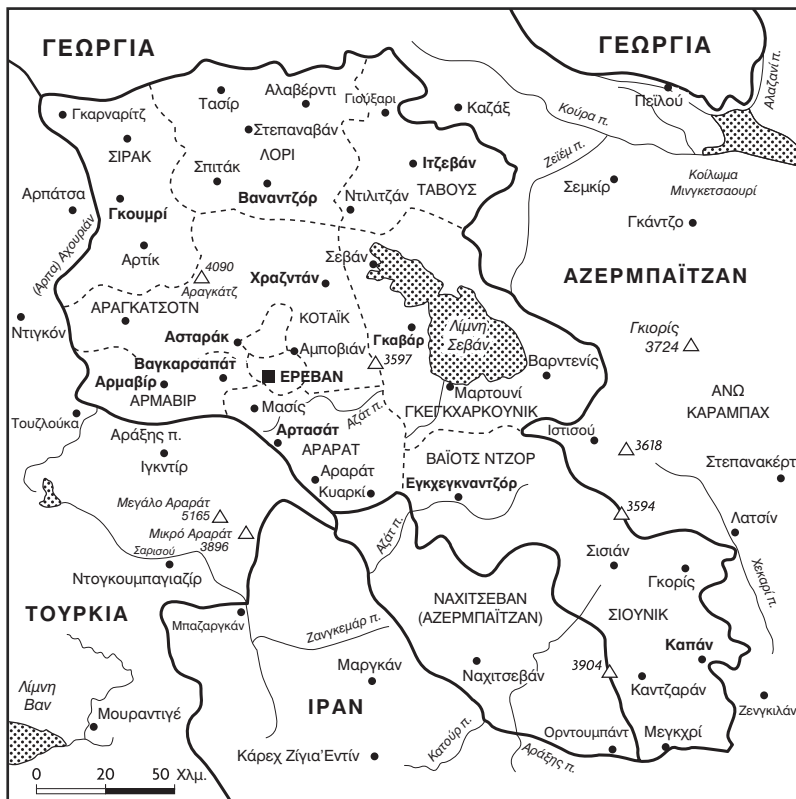 ΓΕΩΡΓΙΑ
ΓΕΩΡΓΙΑ
Αλαζανί π.
Πεϊλού
Τασίρ
Αλαβέρντι
Γιούξαρι
Καζάξ
Κούρα π.
Γκαρναρίτζ
Στεπαναβάν
ΣΙΡΑΚ
ΛΟΡΙ
Ζεϊέμ π.
Ιτζεβάν
Κοίλωμα
Μινγκετσαουρί
Σπιτάκ
Βαναντζόρ
ΤΑΒΟΥΣ
Σεμκίρ
Αρπάτσα
Γκουμρί
Ντιλιτζάν
Γκάντζο
Αρτίκ
(Άρπα) Αχουριάν
Σεβάν
4090
Αραγκάτζ
Χραζντάν
ΑΖΕΡΜΠΑΪΤΖΑΝ
ΑΡΑΓΚΑΤΣΟΤΝ
ΚΟΤΑΪΚ
Ντιγκόν
Ασταράκ
Γκαβάρ
Λίμνη
Σεβάν
Γκιορίς
3724
Αμποβιάν
3597
Βαγκαρσαπάτ
ΕΡΕΒΑΝ
Βαρντενίς
Αρμαβίρ
ΑΡΜΑΒΙΡ
Μαρτουνί
ΑΝΩ
ΚΑΡΑΜΠΑΧ
Τουζλούκα
Μασίς
Αζάτ π.
ΓΚΕΓΚΧΑΡΚΟΥΝΙΚ
Αράξης π.
Αρτασάτ
ΑΡΑΡΑΤ
Ιστισού
3618
Ιγκντίρ
ΒΑΪΟΤΣ ΝΤΖΟΡ
Στεπανακέρτ
Αραράτ
Κυαρκί
Εγκχεγκναντζόρ
Μεγάλο Αραράτ
5165
3594
Λατσίν
Μικρό Αραράτ
3896
Αζάτ π.
Σαρισού
Σισιάν
Ντογκουμπαγιαζίρ
Γκορίς
Χεκαρί π.
ΝΑΧΙΤΣΕΒΑΝ
(ΑΖΕΡΜΠΑΪΤΖΑΝ)
ΤΟΥΡΚΙΑ
Μπαζαργκάν
ΣΙΟΥΝΙΚ
Ζανγκεμάρ π.
Καπάν
Μαργκάν
Ναχιτσεβάν
3904
Καντζαράν
Λίμνη
Βαν
ΙΡΑΝ
Ζενγκιλάν
Μουραντιγέ
Κάρεχ Ζίγια'Εντίν
Κατούρ π.
Ορντουμπάντ
Μεγκχρί
Αράξης π.
0 20 50 Χλμ.